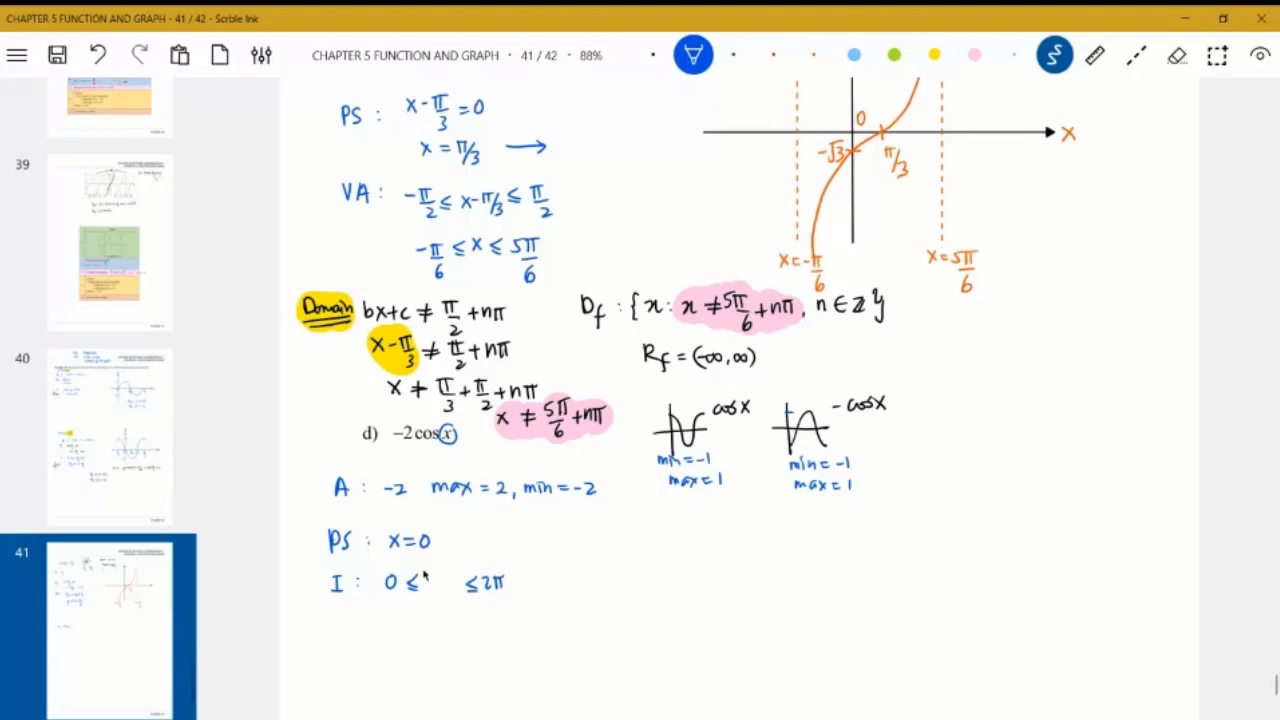 CHAPTER 5 FUNCTION AND GRAPH - 41 / 42 - Scrble Ink
CHAPTER 5 FUNCTION AND GRAPH • 41 / 42 • 88%
39
40
41
PS : x - π/3 = 0
x = π/3 →
VA : -π/2 ≤ x - π/3 ≤ π/2
-π/6 ≤ x ≤ 5π/6
0
x
-√3
π/3
x = -π/6
x = 5π/6
Domain bx + c ≠ π/2 + nπ
x - π/3 ≠ π/2 + nπ
x ≠ π/3 + π/2 + nπ
x ≠ 5π/6 + nπ
Df : {x : x ≠ 5π/6 + nπ, n ∈ Z}
Rf = (-∞, ∞)
d) -2 cos x
cos x
min = -1
max = 1
- cos x
min = -1
max = 1
A : -2 max = 2, min = -2
PS : x = 0
I : 0 ≤ ≤ 2π